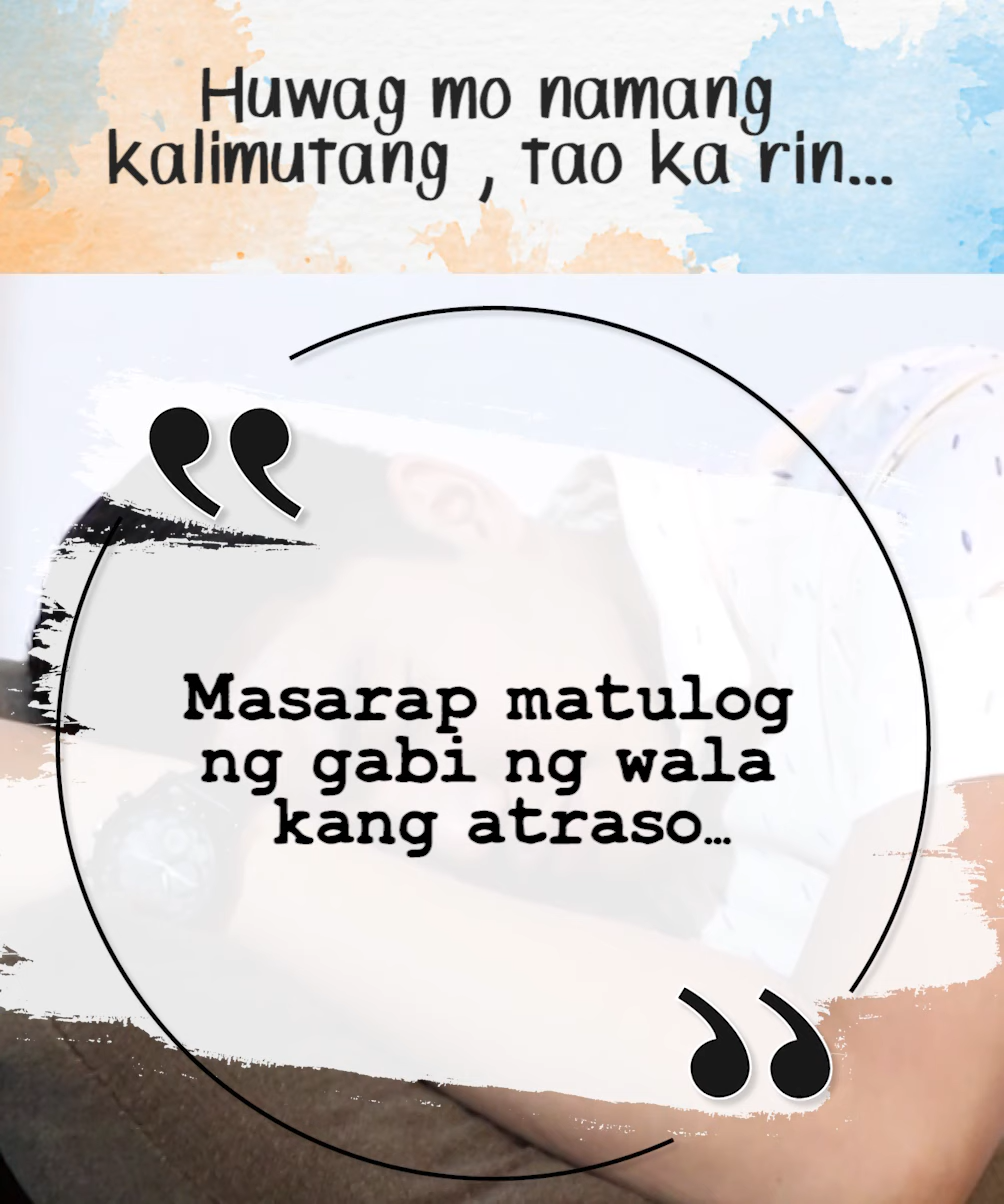 Huwag mo namang
kalimutang , tao ka rin...
Masarap matulog
ng gabi ng wala
kang atraso...